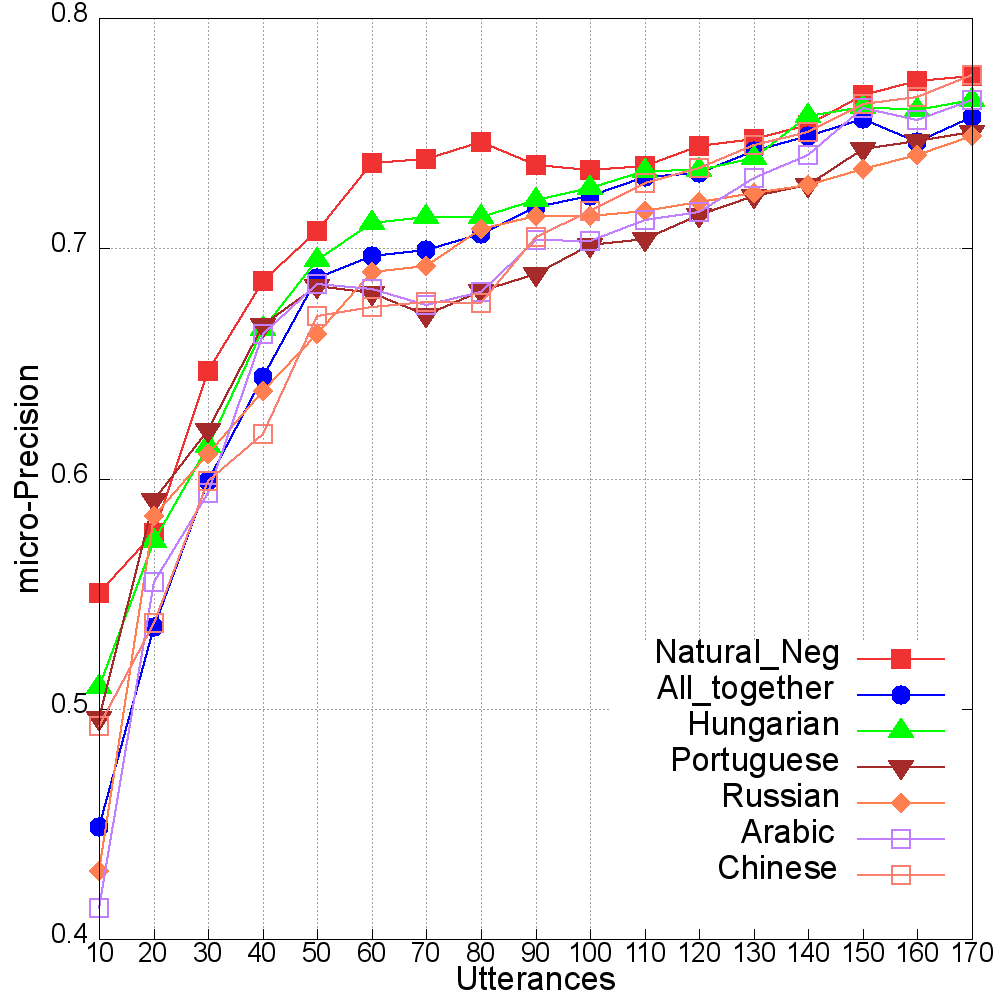 0.8
0.7
0.6
0.5
0.4
micro-Precision
Natural_Neg
All_together
Hungarian
Portuguese
Russian
Arabic
Chinese
10 20 30 40 50 60 70 80 90 100 110 120 130 140 150 160 170
Utterances